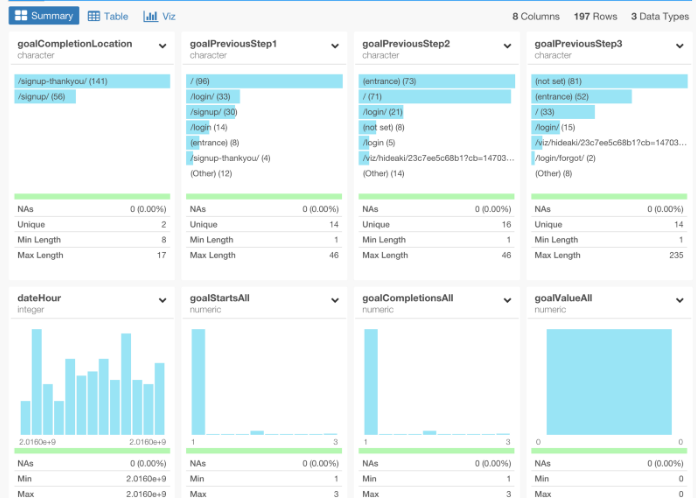 Summary Table Viz 8 Columns 197 Rows 3 Data Types
goalCompletionLocation
character
/signup-thankyou/ (141)
/signup/ (56)
NAs 0 (0.00%)
Unique 2
Min Length 8
Max Length 17
goalPreviousStep1
character
/ (96)
/login/ (33)
/signup/ (30)
/login (14)
(entrance) (8)
/signup-thankyou/ (4)
(Other) (12)
NAs 0 (0.00%)
Unique 14
Min Length 1
Max Length 46
goalPreviousStep2
character
(entrance) (73)
/ (71)
/login/ (21)
(not set) (8)
/login (5)
/viz/hideaki/23c7ee5c68b1?cb=14703...
(Other) (14)
NAs 0 (0.00%)
Unique 16
Min Length 1
Max Length 46
goalPreviousStep3
character
(not set) (81)
(entrance) (52)
/ (33)
/login/ (15)
/viz/hideaki/23c7ee5c68b1?cb=14703...
/login/forgot/ (2)
(Other) (8)
NAs 0 (0.00%)
Unique 14
Min Length 1
Max Length 235
dateHour
integer
2.0160e+9 2.0160e+9
NAs 0 (0.00%)
Min 2.0160e+9
Max 2.0160e+9
goalStartsAll
numeric
1 3
NAs 0 (0.00%)
Min 1
Max 3
goalCompletionsAll
numeric
1 3
NAs 0 (0.00%)
Min 1
Max 3
goalValueAll
numeric
0 0
NAs 0 (0.00%)
Min 0
Max 0